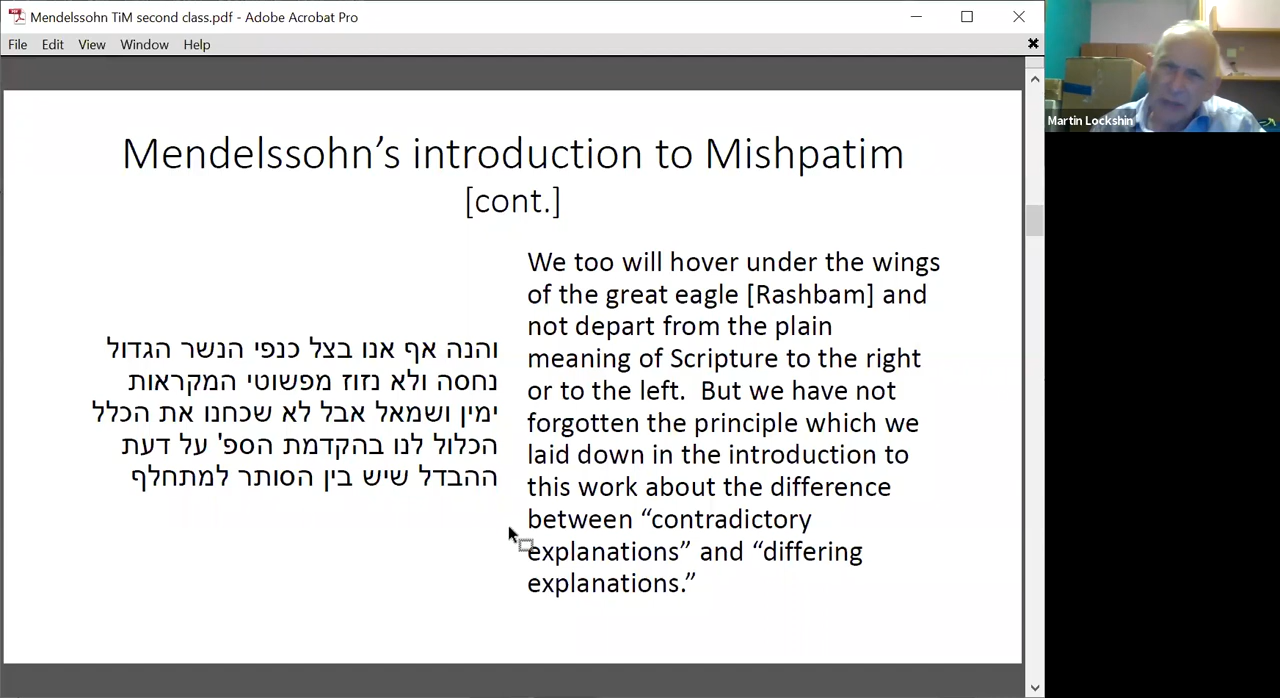 Mendelssohn TiM second class.pdf - Adobe Acrobat Pro
File Edit View Window Help
Martin Lockshin
Mendelssohn’s introduction to Mishpatim
[cont.]
והנה אף אנו בצל כנפי הנשר הגדול
נחסה ולא נזוז מפשוטי המקראות
ימין ושמאל אבל לא שכחנו את הכלל
הכלול לנו בהקדמת הספ' על דעת
ההבדל שיש בין הסותר למתחלף
We too will hover under the wings
of the great eagle [Rashbam] and
not depart from the plain
meaning of Scripture to the right
or to the left.  But we have not
forgotten the principle which we
laid down in the introduction to
this work about the difference
between “contradictory
explanations” and “differing
explanations.”